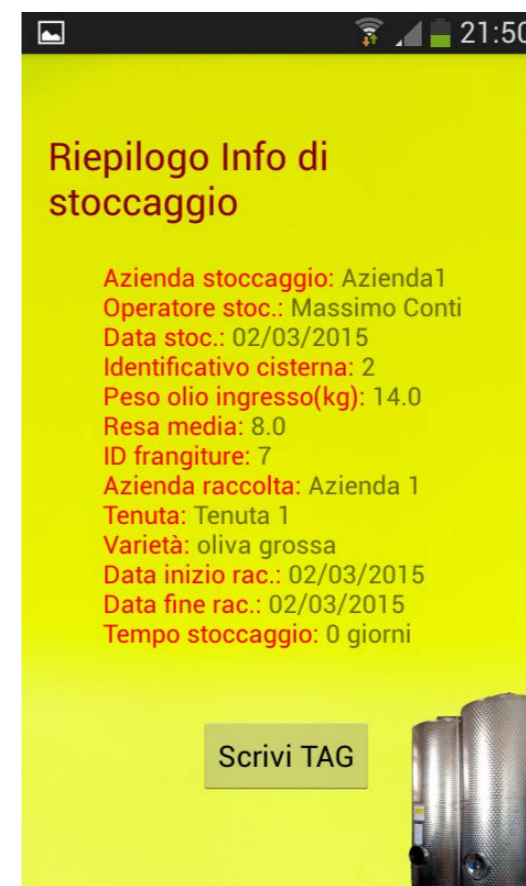 21:50
Riepilogo Info di
stoccaggio
Azienda stoccaggio: Azienda1
Operatore stoc.: Massimo Conti
Data stoc.: 02/03/2015
Identificativo cisterna: 2
Peso olio ingresso(kg): 14.0
Resa media: 8.0
ID frangiture: 7
Azienda raccolta: Azienda 1
Tenuta: Tenuta 1
Varietà: oliva grossa
Data inizio rac.: 02/03/2015
Data fine rac.: 02/03/2015
Tempo stoccaggio: 0 giorni
Scrivi TAG